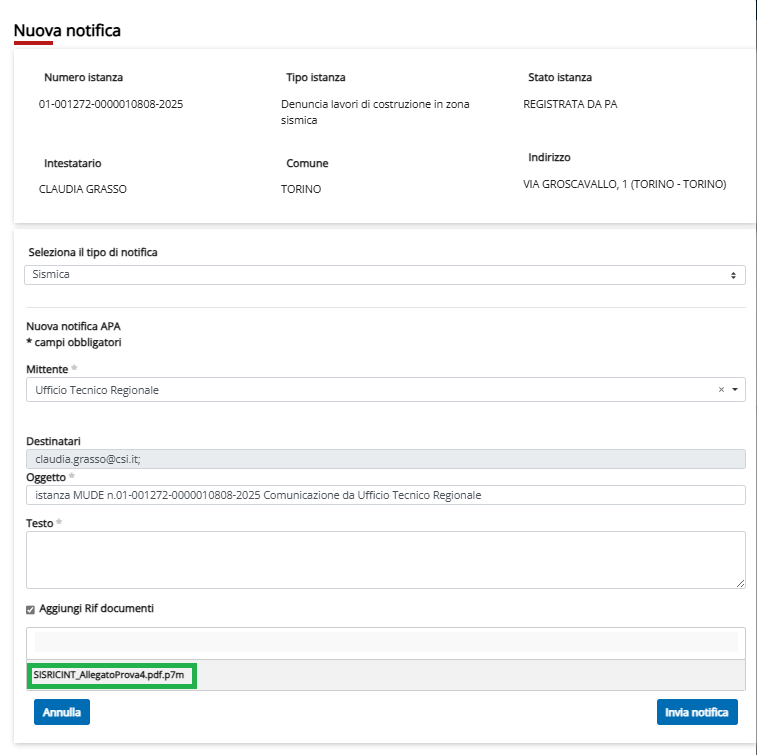 Nuova notifica
Numero istanza
Tipo istanza
Stato istanza
01-001272-0000010808-2025
Denuncia lavori di costruzione in zona
sismica
REGISTRATA DA PA
Intestatario
Comune
Indirizzo
CLAUDIA GRASSO
TORINO
VIA GROSCAVALLO, 1 (TORINO - TORINO)
Seleziona il tipo di notifica
Sismica
Nuova notifica APA
* campi obbligatori
Mittente *
Ufficio Tecnico Regionale
Destinatari
claudia.grasso@csi.it;
Oggetto *
istanza MUDE n.01-001272-0000010808-2025 Comunicazione da Ufficio Tecnico Regionale
Testo *
Aggiungi Rif documenti
SISRICINT_AllegatoProva4.pdf.p7m
Annulla
Invia notifica